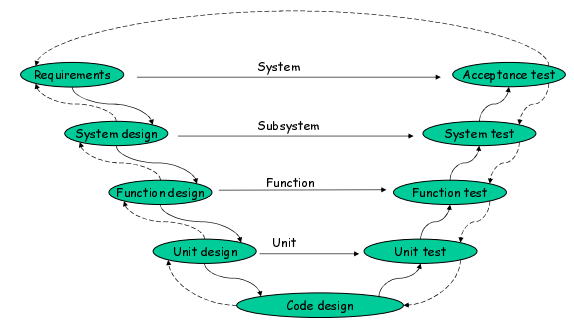 System
Requirements
Acceptance test
Subsystem
System design
System test
Function
Function design
Function test
Unit
Unit design
Unit test
Code design